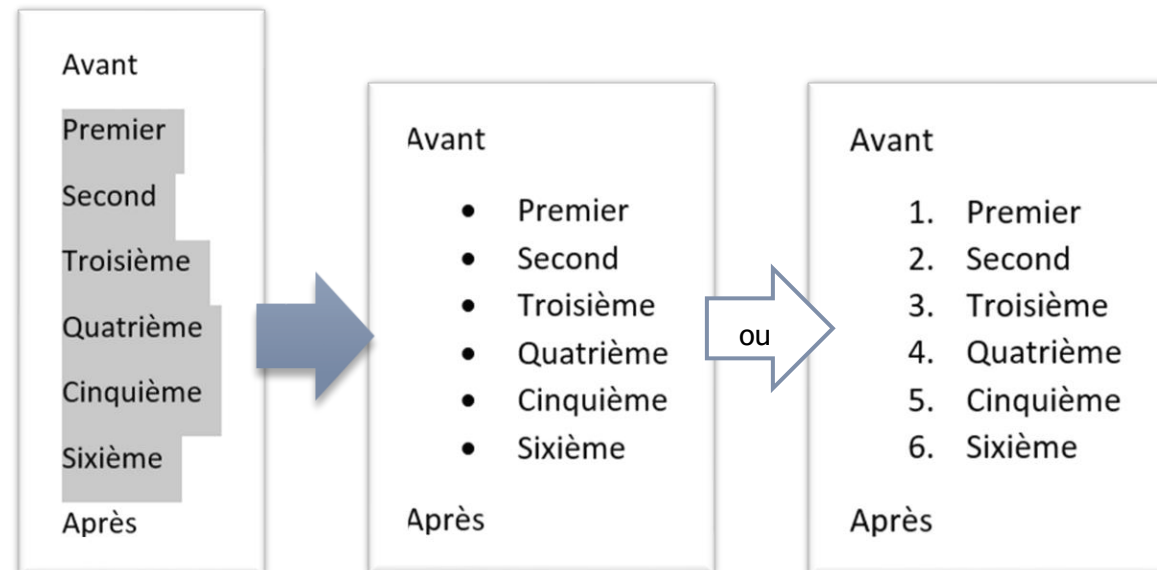 Avant
Premier
Second
Troisième
Quatrième
Cinquième
Sixième
Après
Avant
• Premier
• Second
• Troisième
• Quatrième
• Cinquième
• Sixième
Après
ou
Avant
1. Premier
2. Second
3. Troisième
4. Quatrième
5. Cinquième
6. Sixième
Après